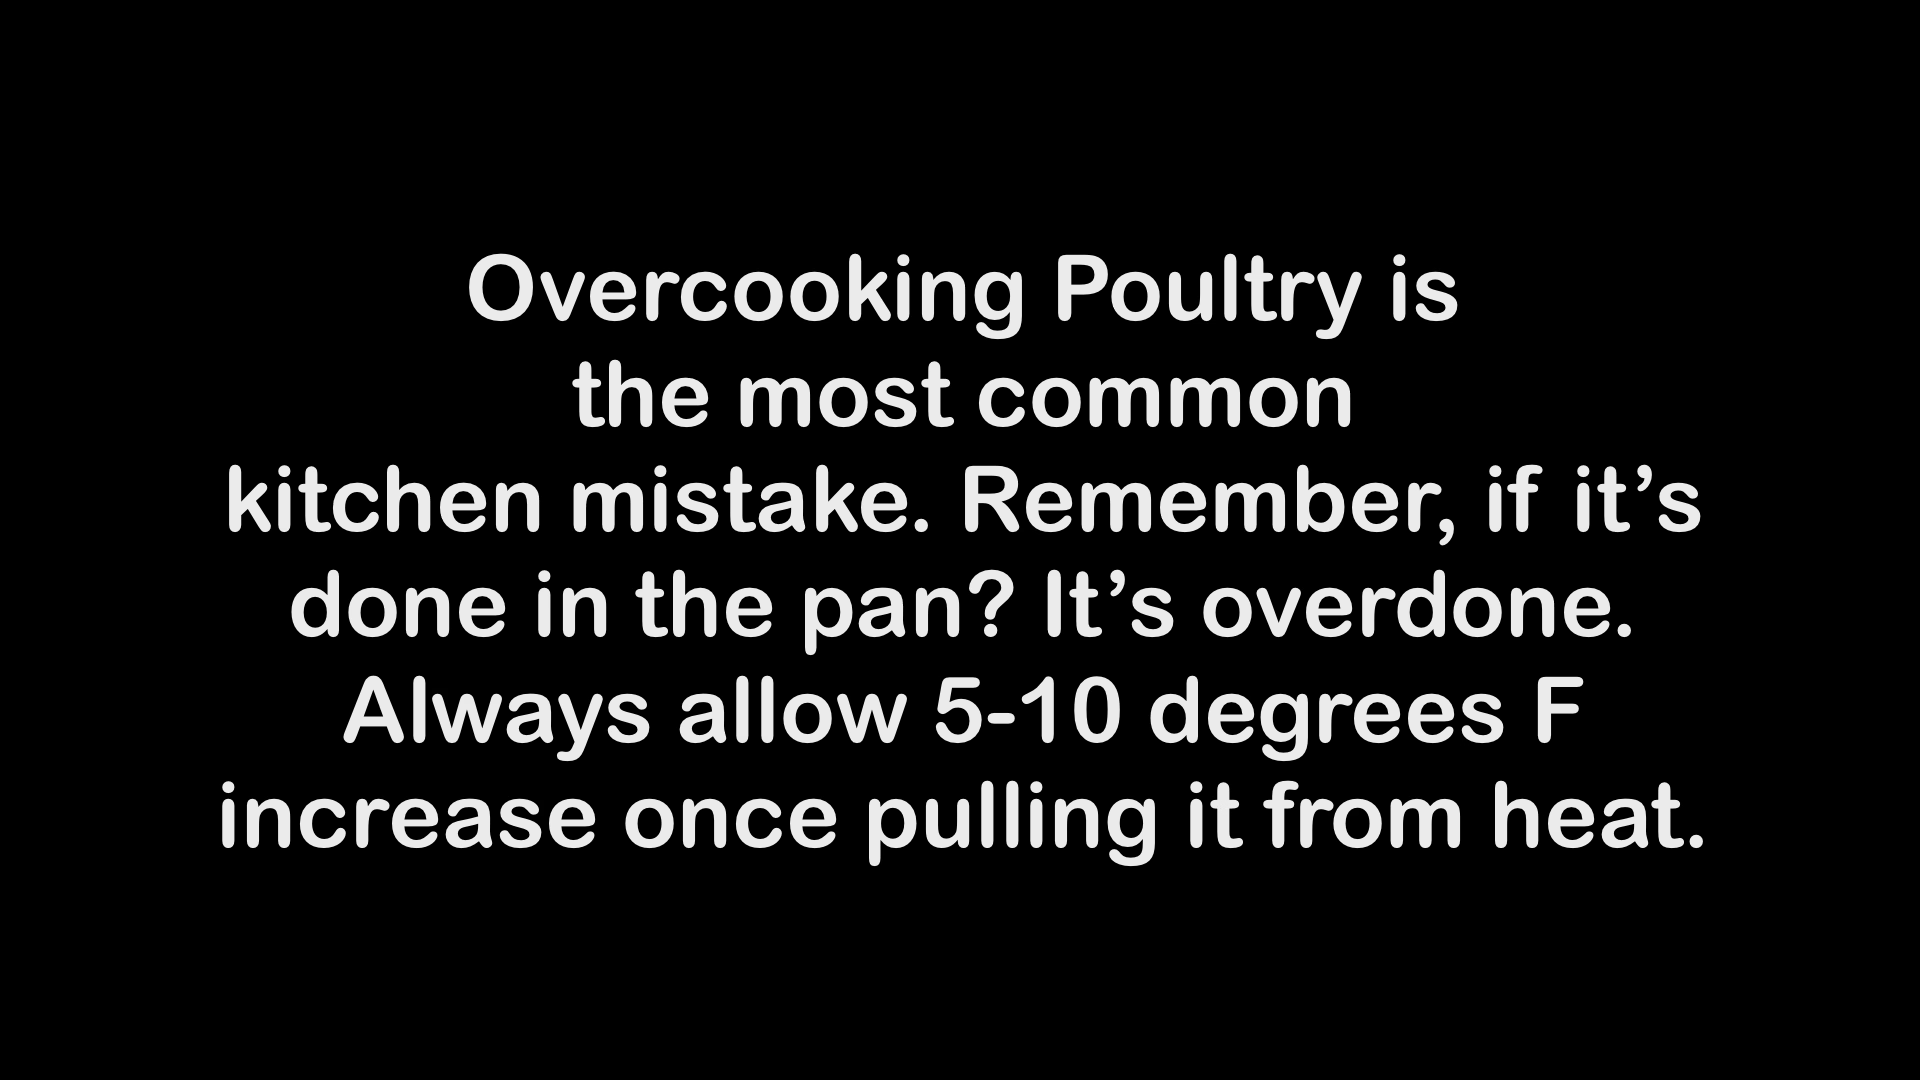 Overcooking Poultry is
the most common
kitchen mistake. Remember, if it’s
done in the pan? It’s overdone.
Always allow 5-10 degrees F
increase once pulling it from heat.